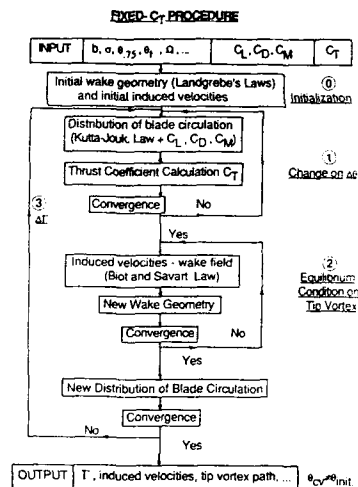 FIXED-C_T PROCEDURE
INPUT b, σ, θ.75, θt, Ω, ... C_L, C_D, C_M C_T
Initial wake geometry (Landgrebe's Laws)
and initial induced velocities
0
Initialization
Distribution of blade circulation
(Kutta-Jouk. Law + C_L, C_D, C_M)
Thrust Coefficient Calculation C_T
Convergence
No
Yes
1
Change on Δθ
3
ΔΓ
Induced velocities - wake field
(Biot and Savart Law)
New Wake Geometry
Convergence
No
Yes
2
Equilibrium
Condition on
Tip Vortex
New Distribution of Blade Circulation
Convergence
No
Yes
OUTPUT Γ, induced velocities, tip vortex path, ... θcv≠θinit.